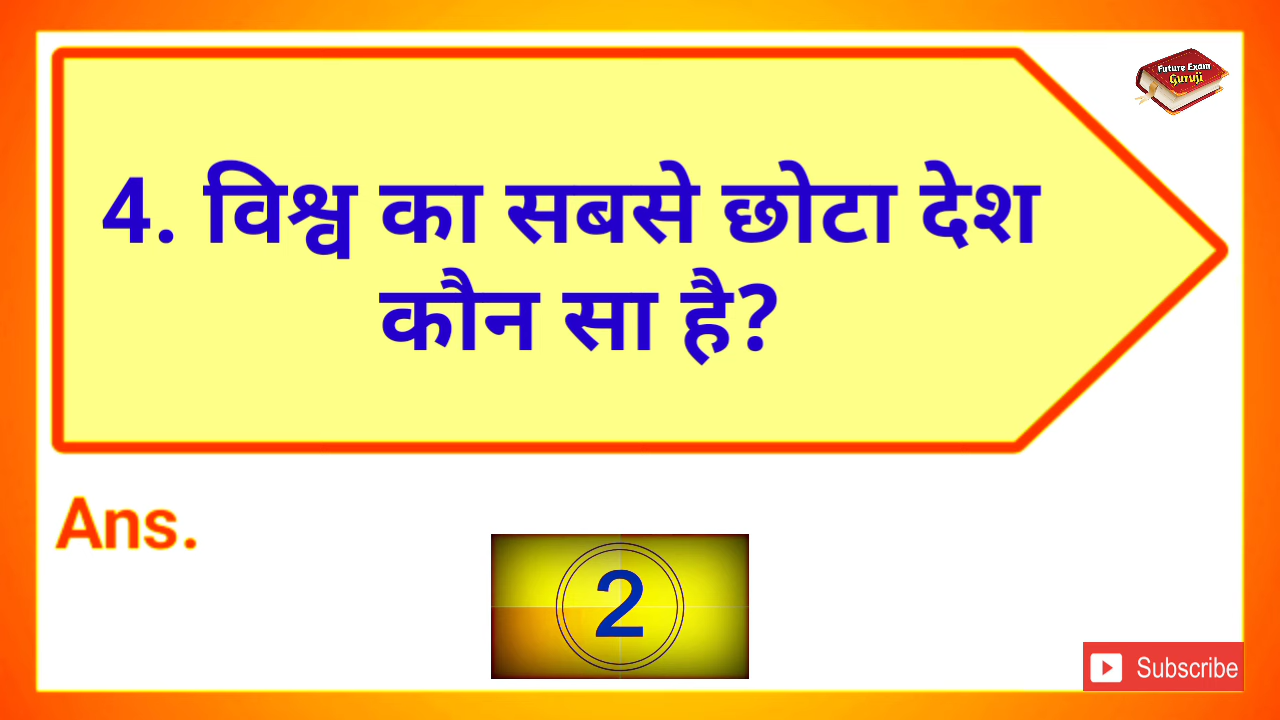 Future Exam
Guruji
4. विश्व का सबसे छोटा देश
कौन सा है?
Ans.
2
Subscribe